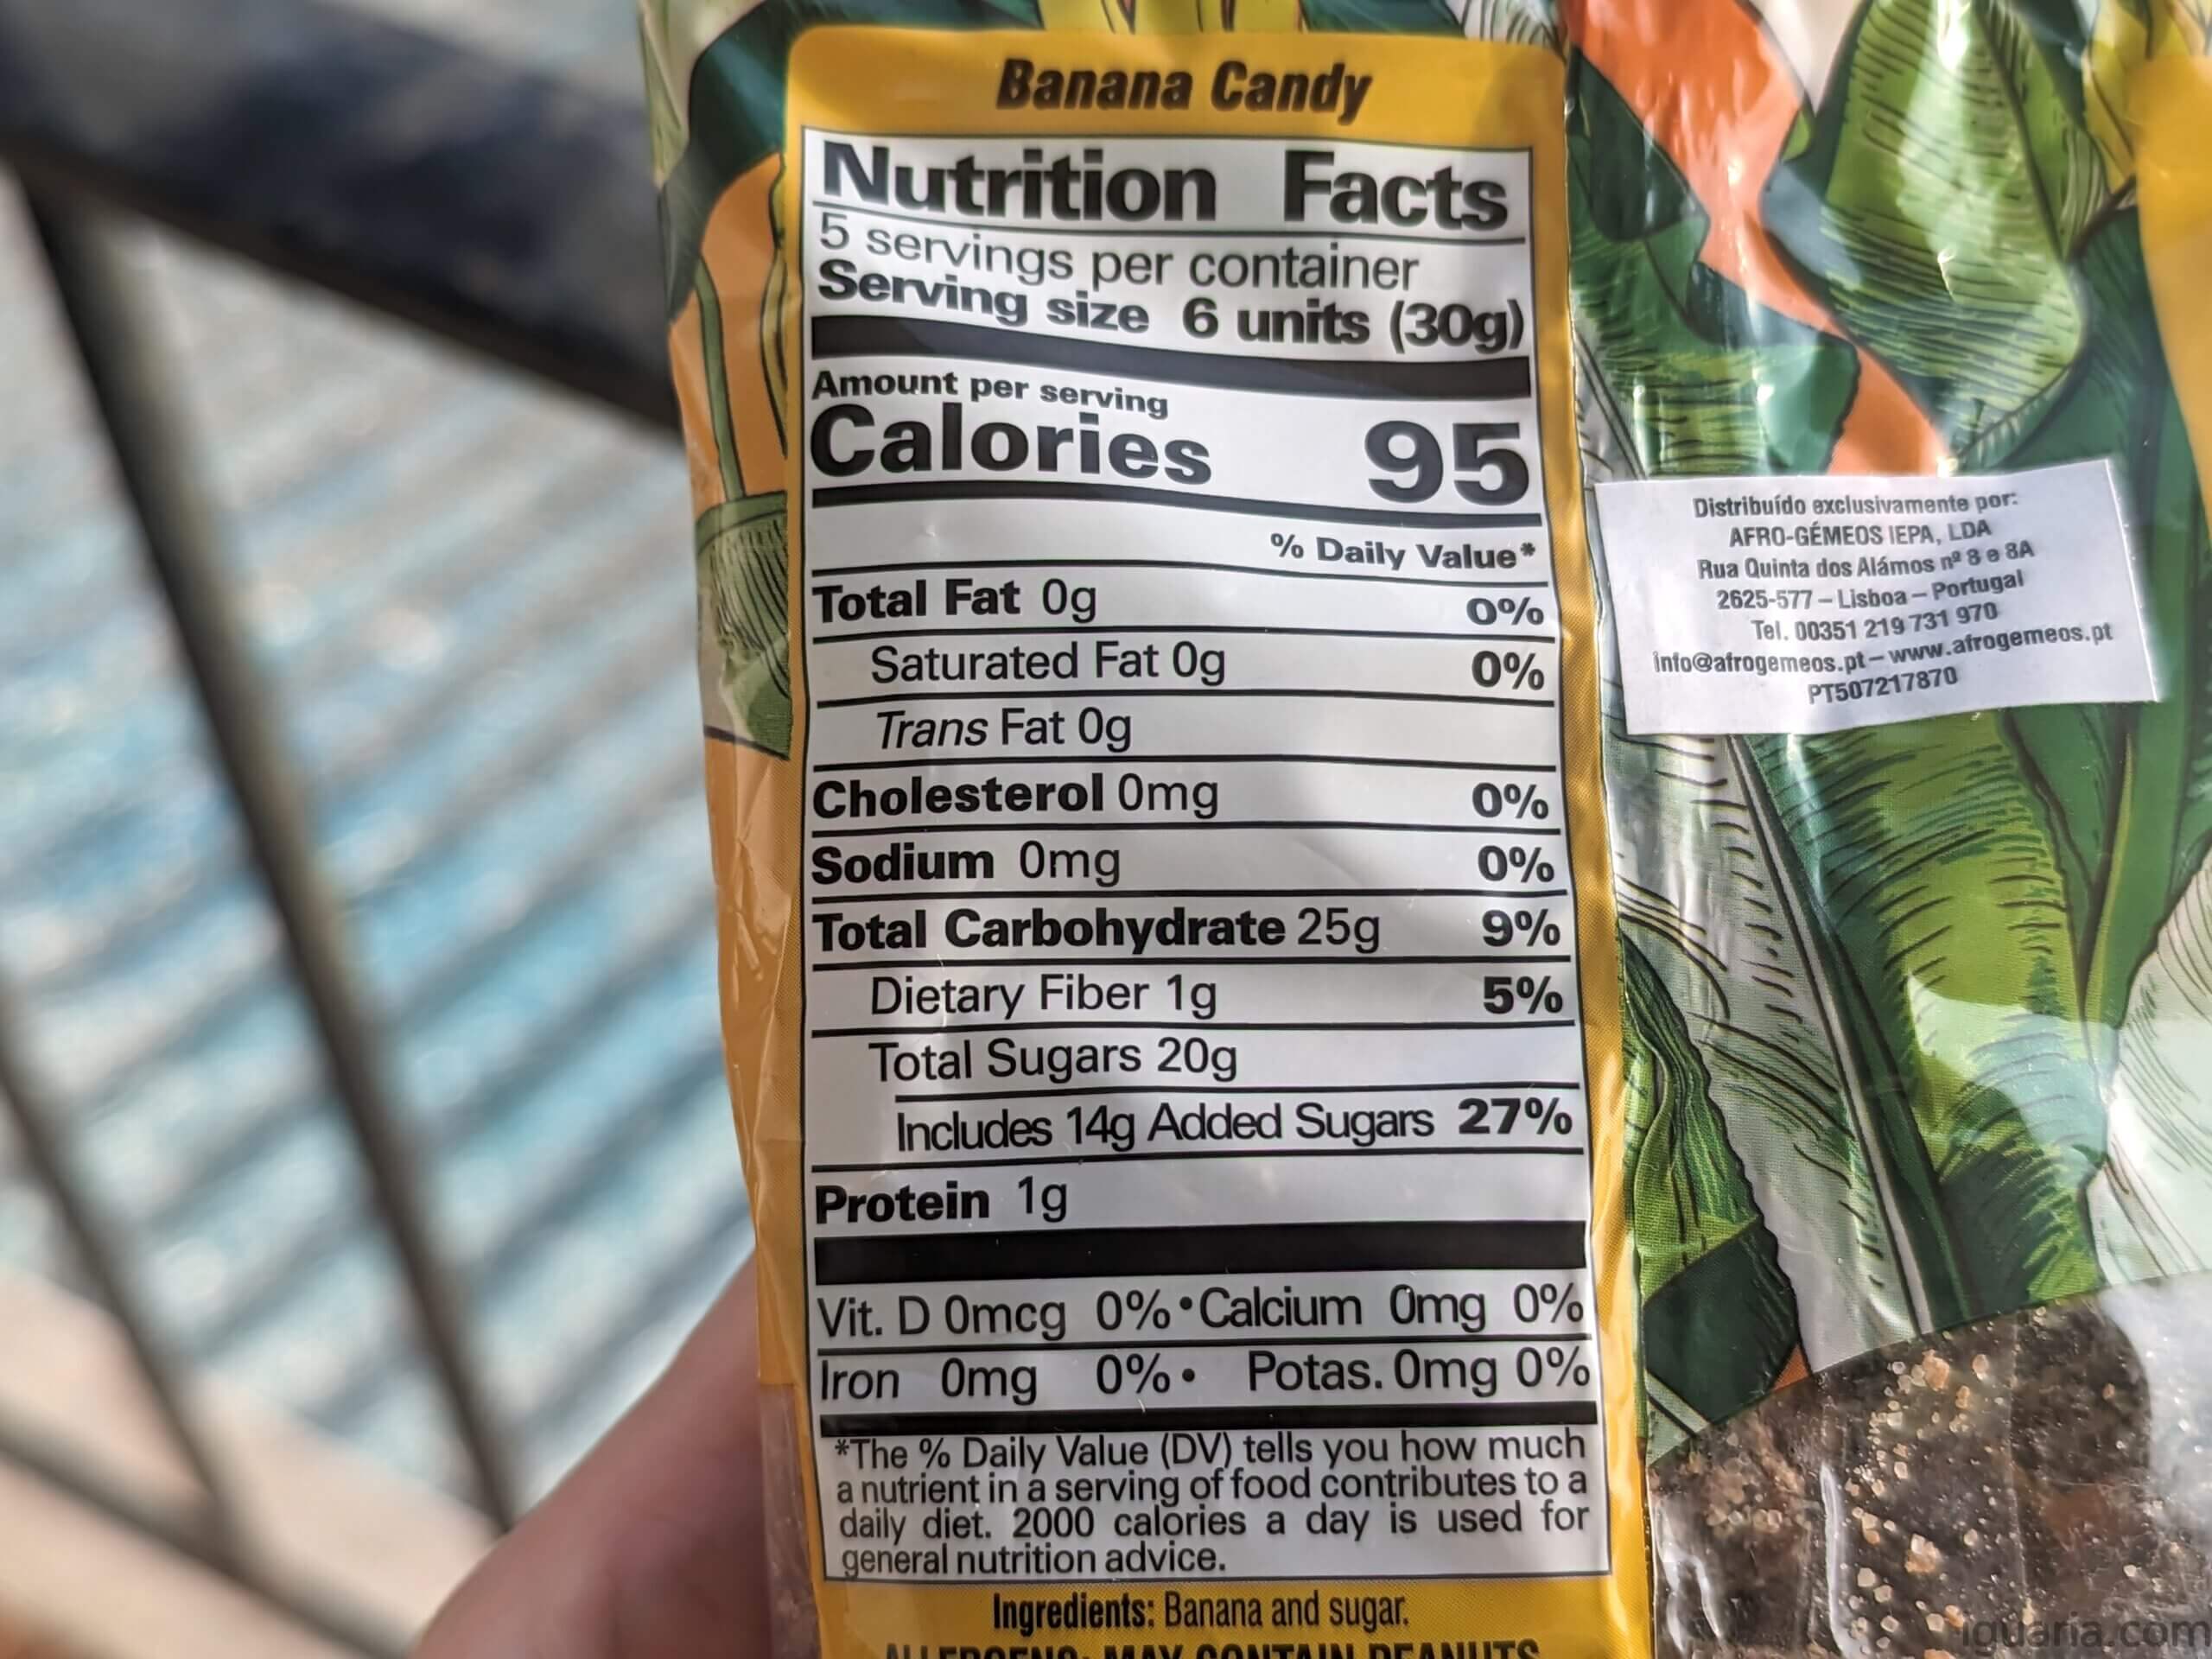 Banana Candy
Nutrition Facts
5 servings per container
Serving size 6 units (30g)
Amount per serving
Calories 95
% Daily Value*
Total Fat 0g 0%
Saturated Fat 0g 0%
Trans Fat 0g
Cholesterol 0mg 0%
Sodium 0mg 0%
Total Carbohydrate 25g 9%
Dietary Fiber 1g 5%
Total Sugars 20g
Includes 14g Added Sugars 27%
Protein 1g
Vit. D 0mcg 0% • Calcium 0mg 0%
Iron 0mg 0% • Potas. 0mg 0%
*The % Daily Value (DV) tells you how much
a nutrient in a serving of food contributes to a
daily diet. 2000 calories a day is used for
general nutrition advice.
Ingredients: Banana and sugar.
ALLERGENS: MAY CONTAIN PEANUTS
Distribuído exclusivamente por:
AFRO-GÉMEOS IEPA, LDA
Rua Quinta dos Alámos nº 8 e 8A
2625-577 – Lisboa – Portugal
Tel. 00351 219 731 970
info@afrogemeos.pt – www.afrogemeos.pt
PT507217870
iguaria.com